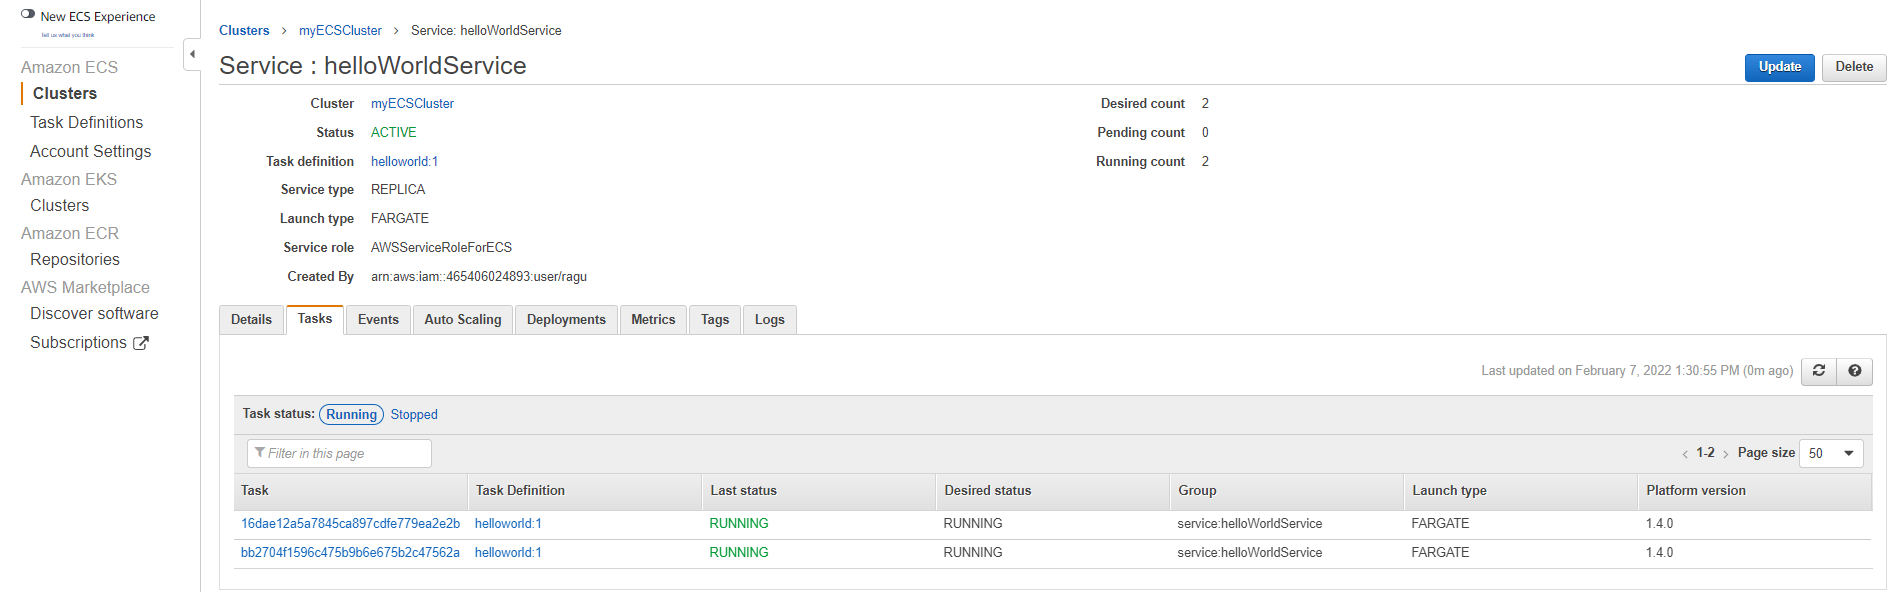 New ECS Experience
Tell us what you think
Amazon ECS
Clusters
Task Definitions
Account Settings
Amazon EKS
Clusters
Amazon ECR
Repositories
AWS Marketplace
Discover software
Subscriptions
Clusters > myECSCluster > Service: helloWorldService
Service : helloWorldService
Update Delete
Cluster myECSCluster
Status ACTIVE
Task definition helloworld:1
Service type REPLICA
Launch type FARGATE
Service role AWSServiceRoleForECS
Created By arn:aws:iam::465406024893:user/ragu
Desired count 2
Pending count 0
Running count 2
Details Tasks Events Auto Scaling Deployments Metrics Tags Logs
Last updated on February 7, 2022 1:30:55 PM (0m ago)
Task status: Running Stopped
Filter in this page
< 1-2 > Page size 50
Task Task Definition Last status Desired status Group Launch type Platform version
16dae12a5a7845ca897cdfe779ea2e2b helloworld:1 RUNNING RUNNING service:helloWorldService FARGATE 1.4.0
bb2704f1596c475b9b6e675b2c47562a helloworld:1 RUNNING RUNNING service:helloWorldService FARGATE 1.4.0